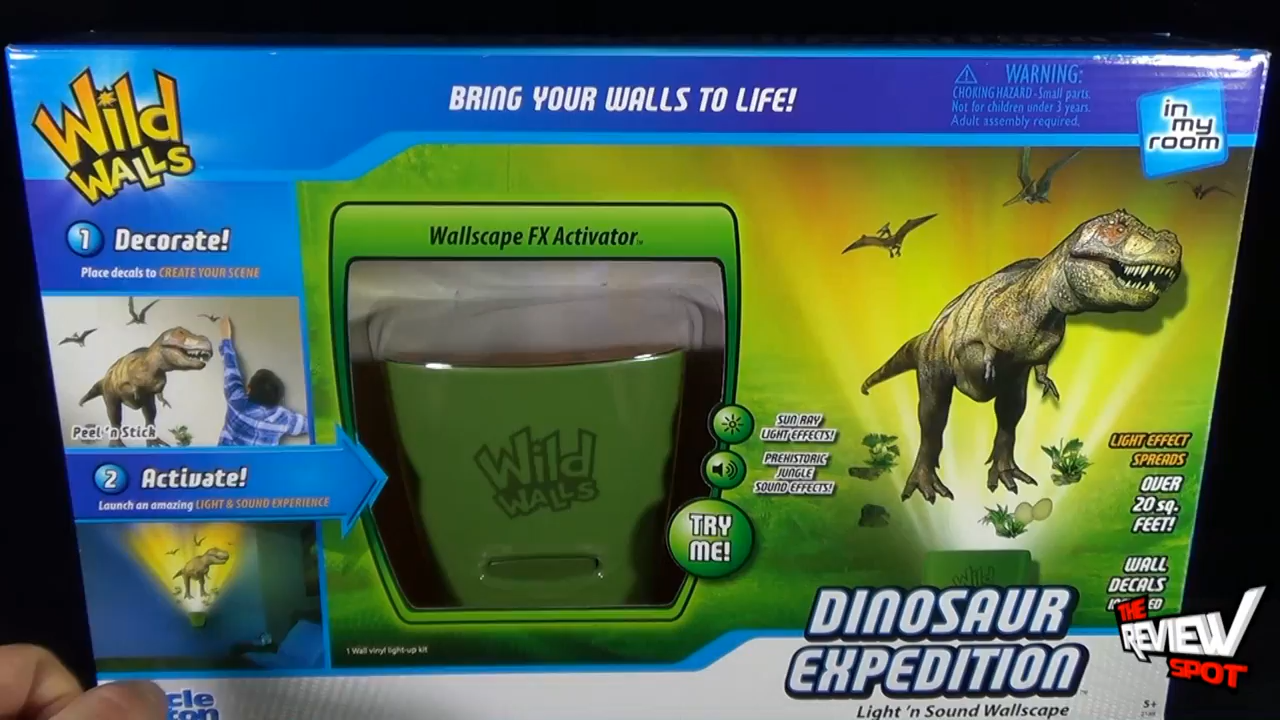 Wild
WALLS
BRING YOUR WALLS TO LIFE!
WARNING:
CHOKING HAZARD - Small parts.
Not for children under 3 years.
Adult assembly required.
in
my
room
1 Decorate!
Place decals to CREATE YOUR SCENE
Peel 'n Stick
2 Activate!
Launch an amazing LIGHT & SOUND EXPERIENCE
Wallscape FX Activator™
Wild
WALLS
SUN RAY
LIGHT EFFECTS!
PREHISTORIC
JUNGLE
SOUND EFFECTS!
TRY
ME!
LIGHT EFFECT
SPREADS
OVER
20 sq.
FEET!
WALL
DECALS
Wild
1 Wall vinyl light-up kit
DINOSAUR
EXPEDITION™
Light 'n Sound Wallscape
5+
THE
REVIEW
SPOT